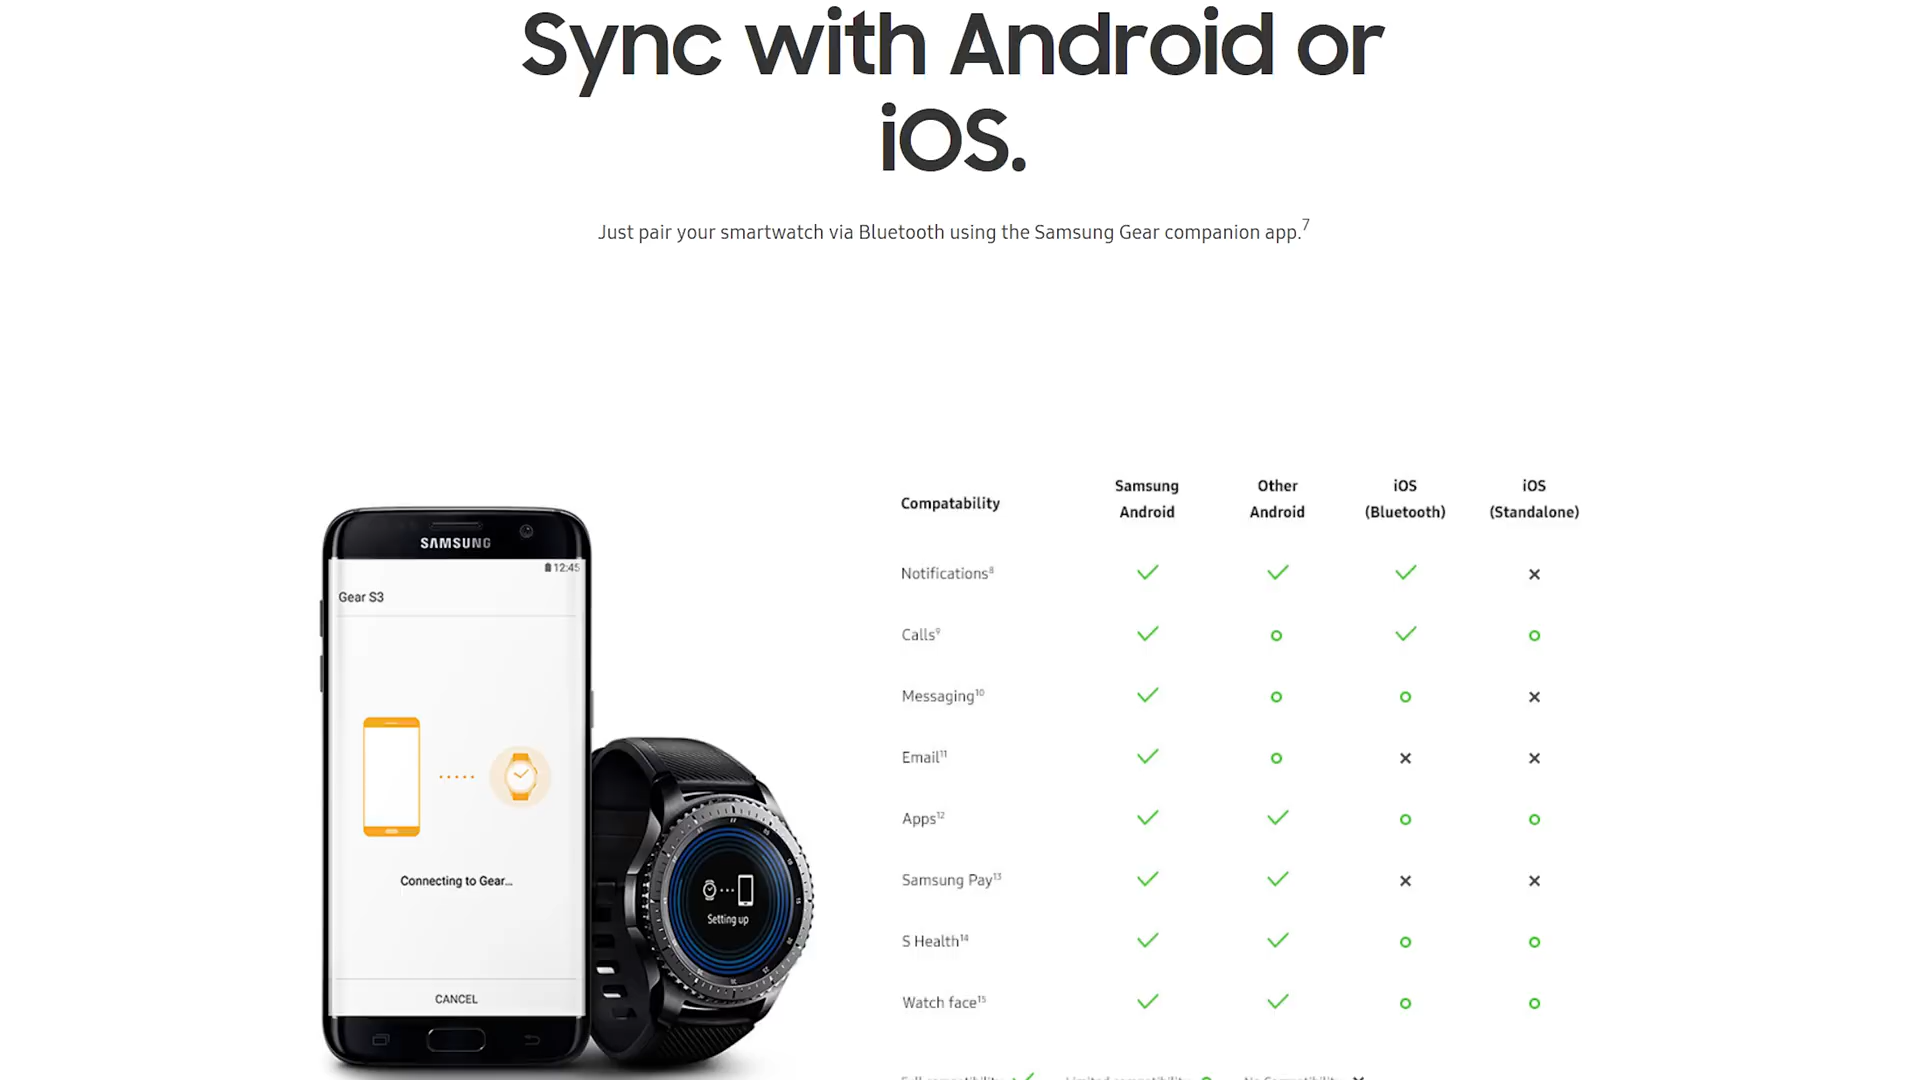 Sync with Android or
iOS.
Just pair your smartwatch via Bluetooth using the Samsung Gear companion app.7
Compatability
Samsung
Android
Other
Android
iOS
(Bluetooth)
iOS
(Standalone)
Notifications8 ✓ ✓ ✓ ×
Calls9 ✓ o ✓ o
Messaging10 ✓ o o ×
Email11 ✓ o × ×
Apps12 ✓ ✓ o o
Samsung Pay13 ✓ ✓ × ×
S Health14 ✓ ✓ o o
Watch face15 ✓ ✓ o o
SAMSUNG
12:45
Gear S3
Connecting to Gear...
CANCEL
Setting up